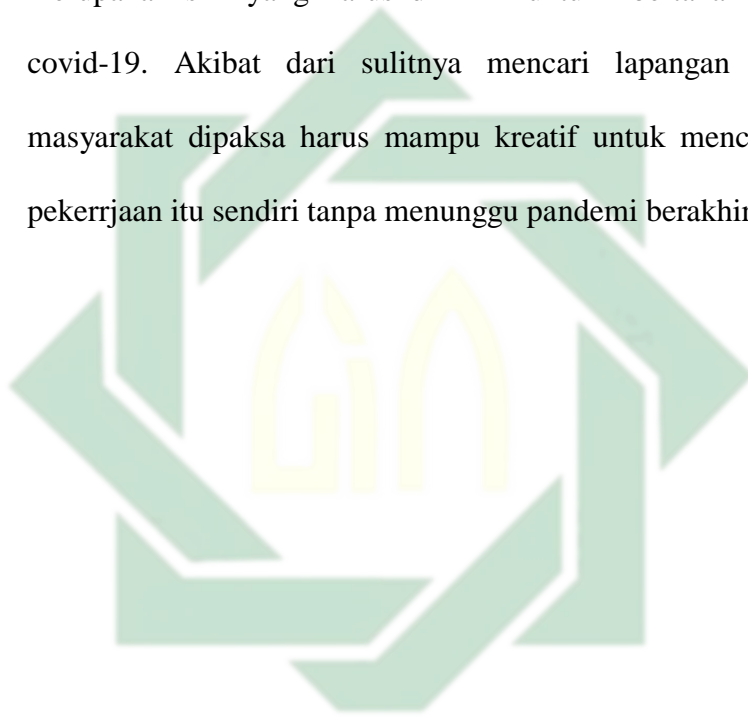 covid-19. Akibat dari sulitnya mencari lapangan
masyarakat dipaksa harus mampu kreatif untuk menc
pekerrjaan itu sendiri tanpa menunggu pandemi berakhir
UIN